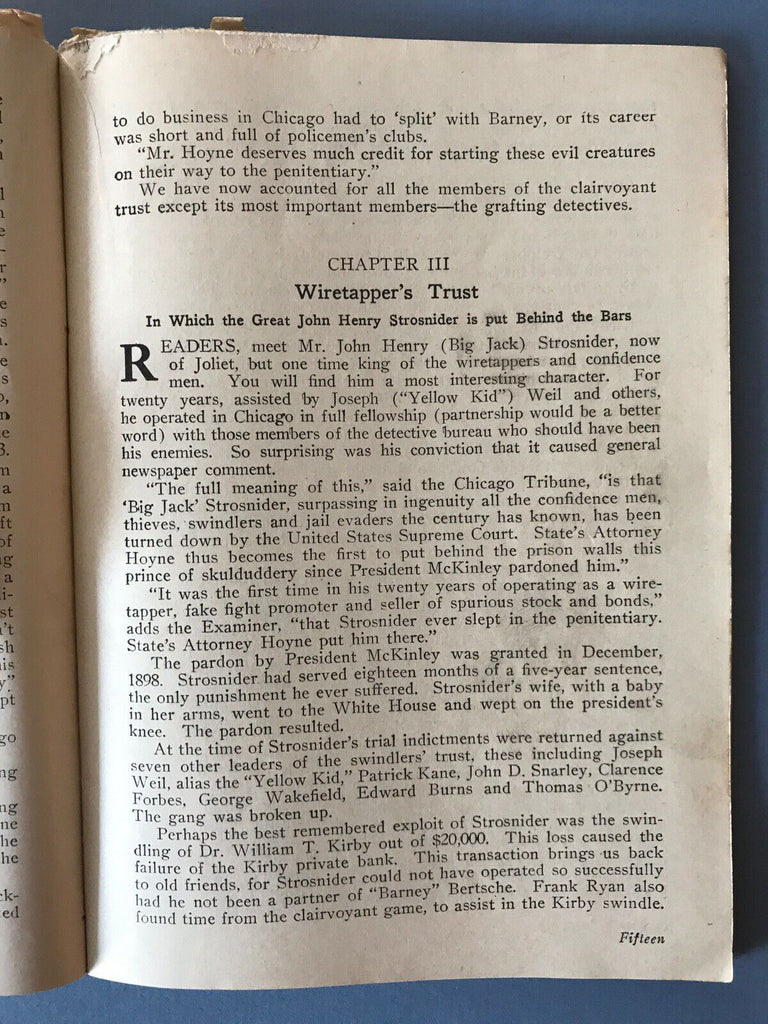 to do business in Chicago had to 'split' with Barney, or its career
was short and full of policemen's clubs.
"Mr. Hoyne deserves much credit for starting these evil creatures
on their way to the penitentiary."
We have now accounted for all the members of the clairvoyant
trust except its most important members—the grafting detectives.
CHAPTER III
Wiretapper's Trust
In Which the Great John Henry Strosnider is put Behind the Bars
READERS, meet Mr. John Henry (Big Jack) Strosnider, now
of Joliet, but one time king of the wiretappers and confidence
men. You will find him a most interesting character. For
twenty years, assisted by Joseph ("Yellow Kid") Weil and others,
he operated in Chicago in full fellowship (partnership would be a better
word) with those members of the detective bureau who should have been
his enemies. So surprising was his conviction that it caused general
newspaper comment.
"The full meaning of this," said the Chicago Tribune, "is that
'Big Jack' Strosnider, surpassing in ingenuity all the confidence men,
thieves, swindlers and jail evaders the century has known, has been
turned down by the United States Supreme Court. State's Attorney
Hoyne thus becomes the first to put behind the prison walls this
prince of skulduddery since President McKinley pardoned him."
"It was the first time in his twenty years of operating as a wire-
tapper, fake fight promoter and seller of spurious stock and bonds,"
adds the Examiner, "that Strosnider ever slept in the penitentiary.
State's Attorney Hoyne put him there."
The pardon by President McKinley was granted in December,
1898. Strosnider had served eighteen months of a five-year sentence,
the only punishment he ever suffered. Strosnider's wife, with a baby
in her arms, went to the White House and wept on the president's
knee. The pardon resulted.
At the time of Strosnider's trial indictments were returned against
seven other leaders of the swindlers' trust, these including Joseph
Weil, alias the "Yellow Kid," Patrick Kane, John D. Snarley, Clarence
Forbes, George Wakefield, Edward Burns and Thomas O'Byrne.
The gang was broken up.
Perhaps the best remembered exploit of Strosnider was the swin-
dling of Dr. William T. Kirby out of $20,000. This loss caused the
failure of the Kirby private bank. This transaction brings us back
to old friends, for Strosnider could not have operated so successfully
had he not been a partner of "Barney" Bertsche. Frank Ryan also
found time from the clairvoyant game, to assist in the Kirby swindle.
Fifteen